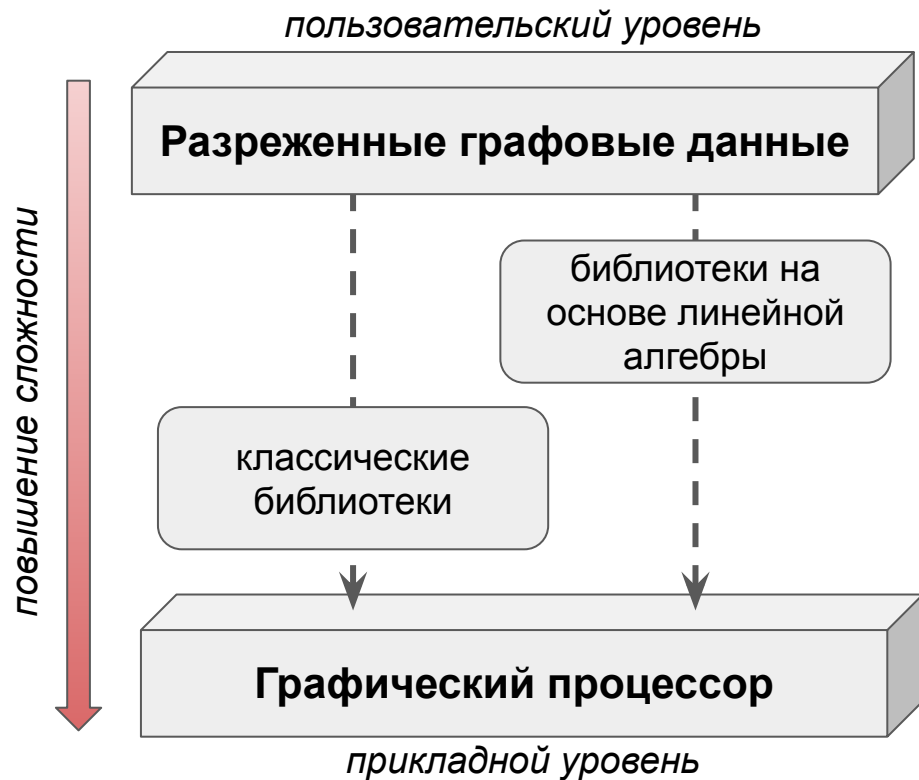 пользовательский уровень
Разреженные графовые данные
библиотеки на
основе линейной
алгебры
повышение сложности
классические
библиотеки
Графический процессор
прикладной уровень